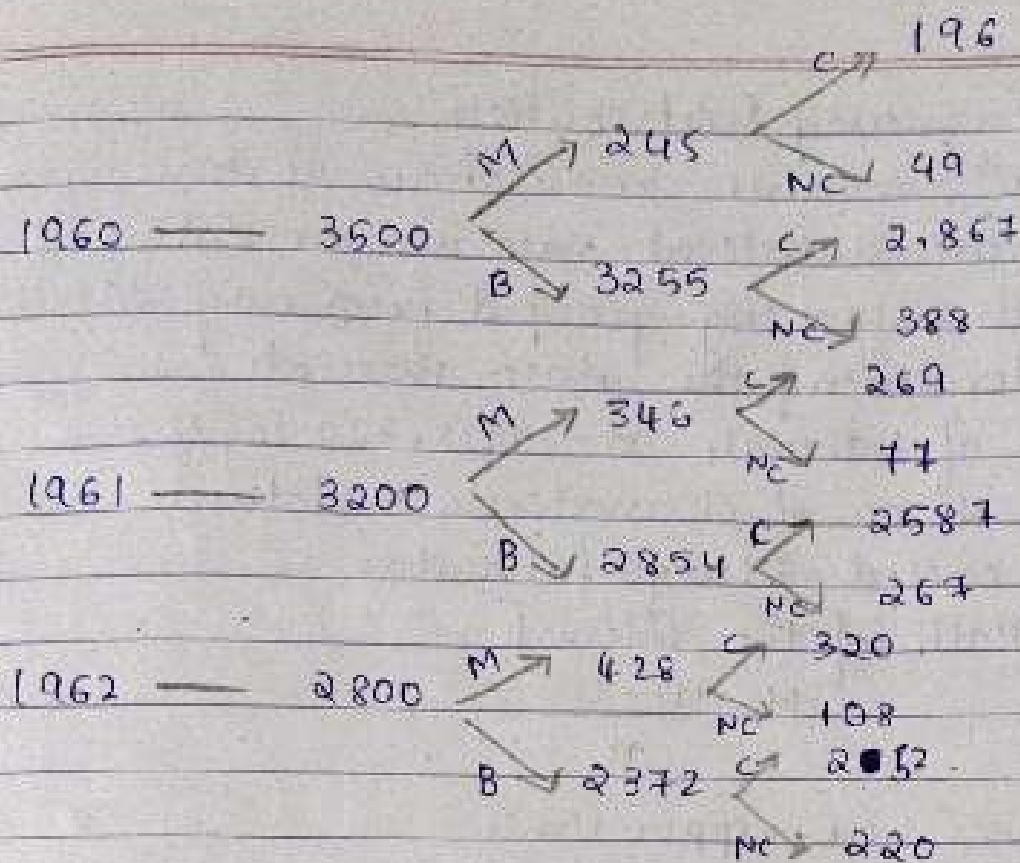 C 196
M 245
NC 49
1960 — 3500
C 2,867
B 3255
NC 388
C 269
M 346
NC 77
1961 — 3200
C 2587
B 2854
NC 267
C 320
M 428
1962 — 2800
NC 108
C
B 2372
NC 220